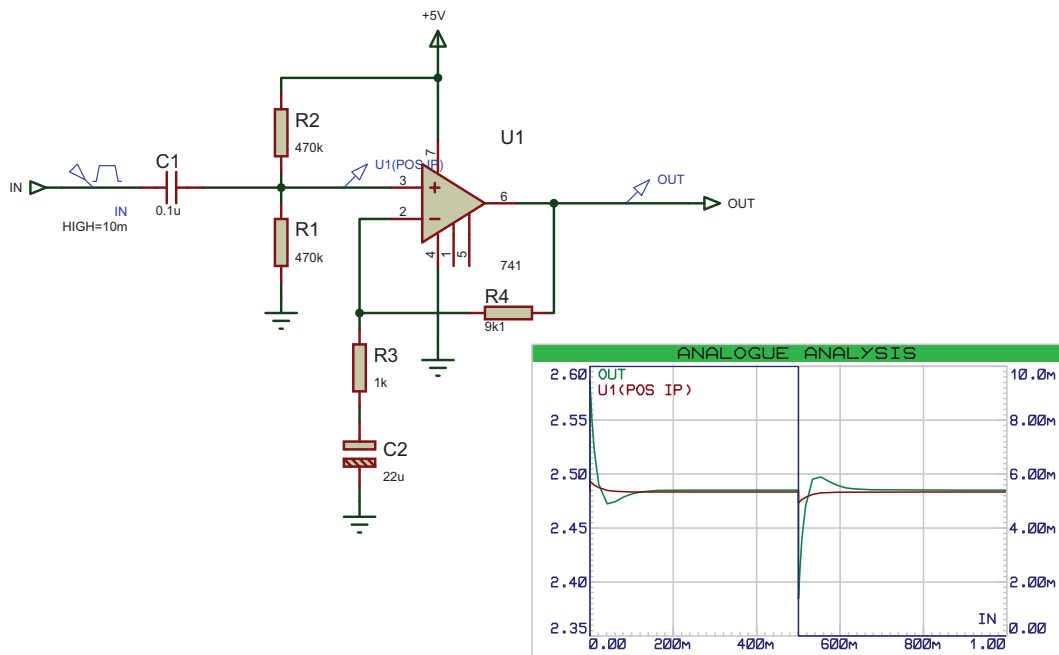 +5V
R2
470k
U1
C1
U1(POS IP)
7
IN
3
6
OUT
OUT
IN
0.1u
HIGH=10m
2
R1
470k
4
1
5
741
R4
9k1
R3
1k
C2
22u
ANALOGUE ANALYSIS
2.60
OUT
10.0m
U1(POS IP)
2.55
8.00m
2.50
6.00m
2.45
4.00m
2.40
2.00m
IN
2.35
0.00
0.00
200m
400m
600m
800m
1.00